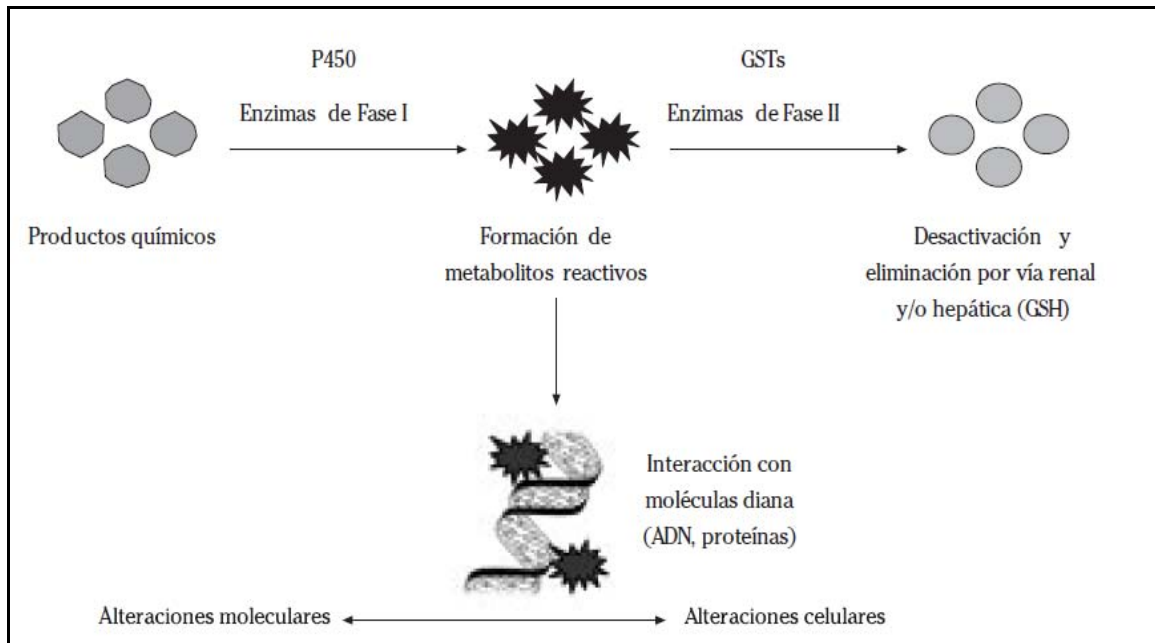 P450
Enzimas de Fase I
GSTs
Enzimas de Fase II
Productos químicos
Formación de
metabolitos reactivos
Desactivación y
eliminación por vía renal
y/o hepática (GSH)
Interacción con
moléculas diana
(ADN, proteínas)
Alteraciones moleculares
Alteraciones celulares